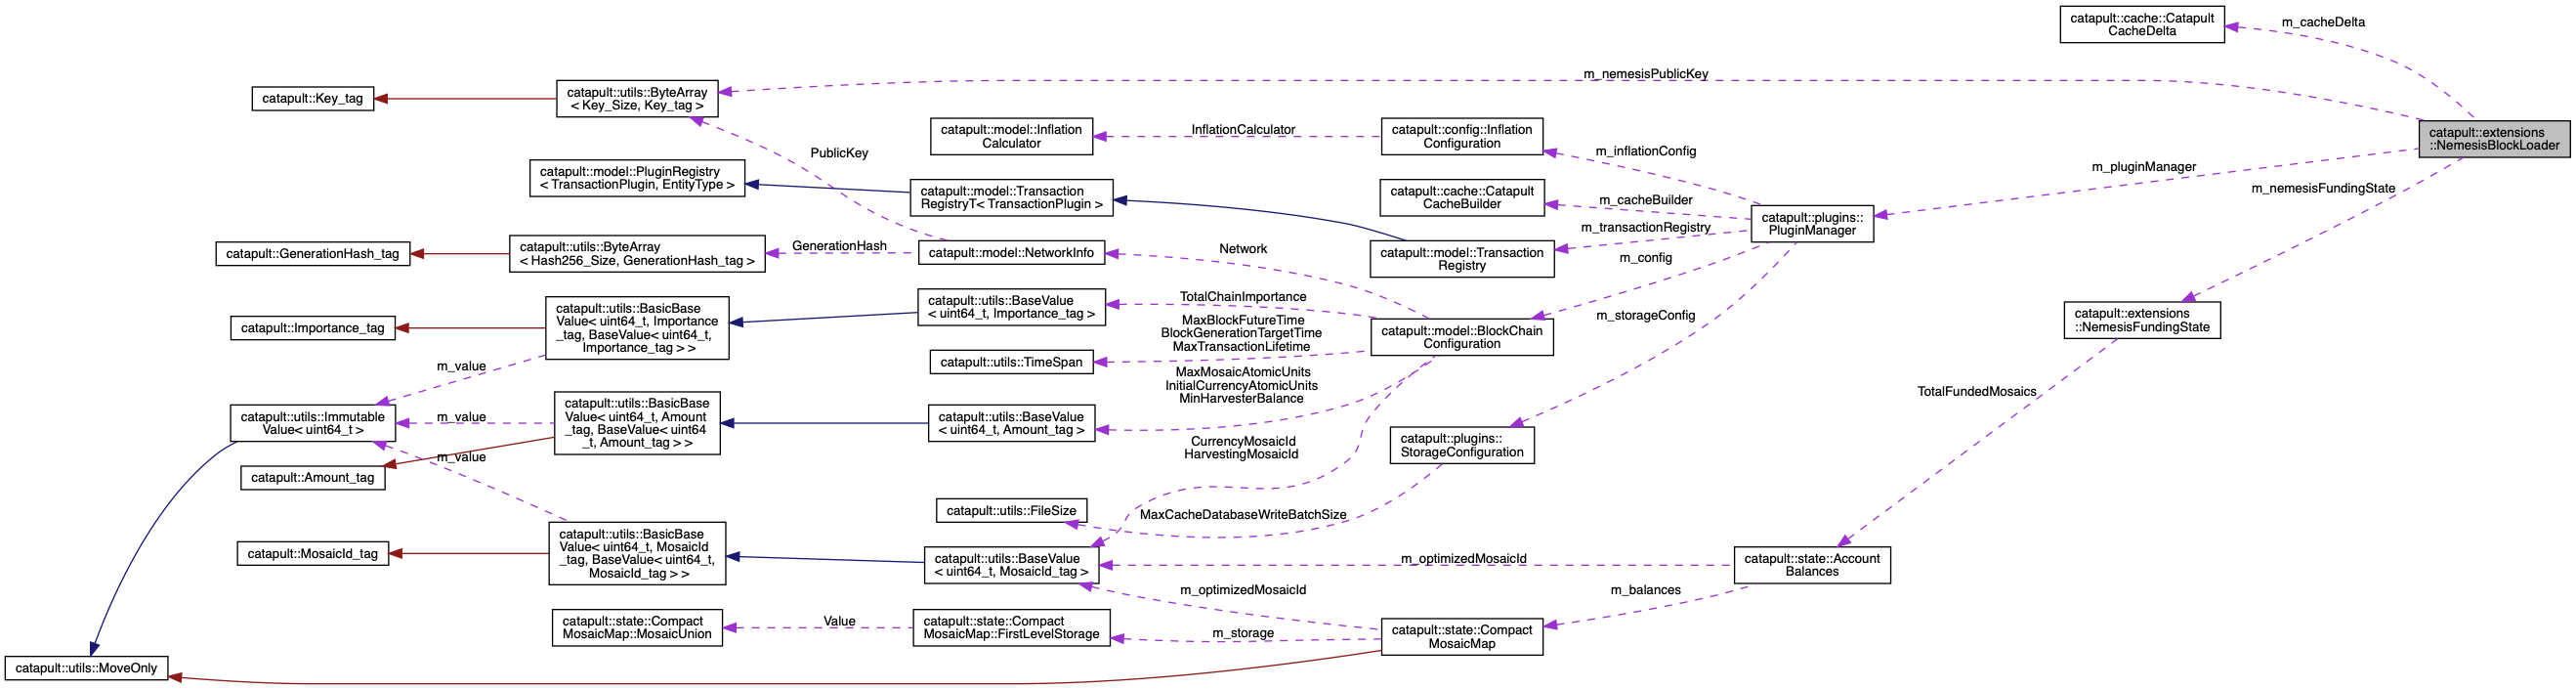 catapult::cache::Catapult
CacheDelta
m_cacheDelta
m_nemesisPublicKey
catapult::Key_tag
catapult::utils::ByteArray
< Key_Size, Key_tag >
catapult::model::Inflation
Calculator
InflationCalculator
catapult::config::Inflation
Configuration
catapult::extensions
::NemesisBlockLoader
PublicKey
m_inflationConfig
m_pluginManager
catapult::model::PluginRegistry
< TransactionPlugin, EntityType >
catapult::model::Transaction
RegistryT< TransactionPlugin >
catapult::cache::Catapult
CacheBuilder
m_cacheBuilder
m_nemesisFundingState
catapult::plugins::
PluginManager
m_transactionRegistry
catapult::GenerationHash_tag
catapult::utils::ByteArray
< Hash256_Size, GenerationHash_tag >
GenerationHash
catapult::model::NetworkInfo
Network
catapult::model::Transaction
Registry
m_config
catapult::Importance_tag
catapult::utils::BasicBase
Value< uint64_t, Importance
_tag, BaseValue< uint64_t,
Importance_tag > >
catapult::utils::BaseValue
< uint64_t, Importance_tag >
TotalChainImportance
MaxBlockFutureTime
BlockGenerationTargetTime
MaxTransactionLifetime
catapult::model::BlockChain
Configuration
m_storageConfig
catapult::extensions
::NemesisFundingState
m_value
catapult::utils::TimeSpan
MaxMosaicAtomicUnits
InitialCurrencyAtomicUnits
MinHarvesterBalance
TotalFundedMosaics
catapult::utils::Immutable
Value< uint64_t >
m_value
catapult::utils::BasicBase
Value< uint64_t, Amount
_tag, BaseValue< uint64
_t, Amount_tag > >
catapult::utils::BaseValue
< uint64_t, Amount_tag >
m_value
CurrencyMosaicId
HarvestingMosaicId
catapult::plugins::
StorageConfiguration
catapult::Amount_tag
catapult::utils::FileSize
MaxCacheDatabaseWriteBatchSize
catapult::MosaicId_tag
catapult::utils::BasicBase
Value< uint64_t, MosaicId
_tag, BaseValue< uint64_t,
MosaicId_tag > >
catapult::utils::BaseValue
< uint64_t, MosaicId_tag >
m_optimizedMosaicId
catapult::state::Account
Balances
m_optimizedMosaicId
m_balances
catapult::state::Compact
MosaicMap::MosaicUnion
Value
catapult::state::Compact
MosaicMap::FirstLevelStorage
m_storage
catapult::state::Compact
MosaicMap
catapult::utils::MoveOnly